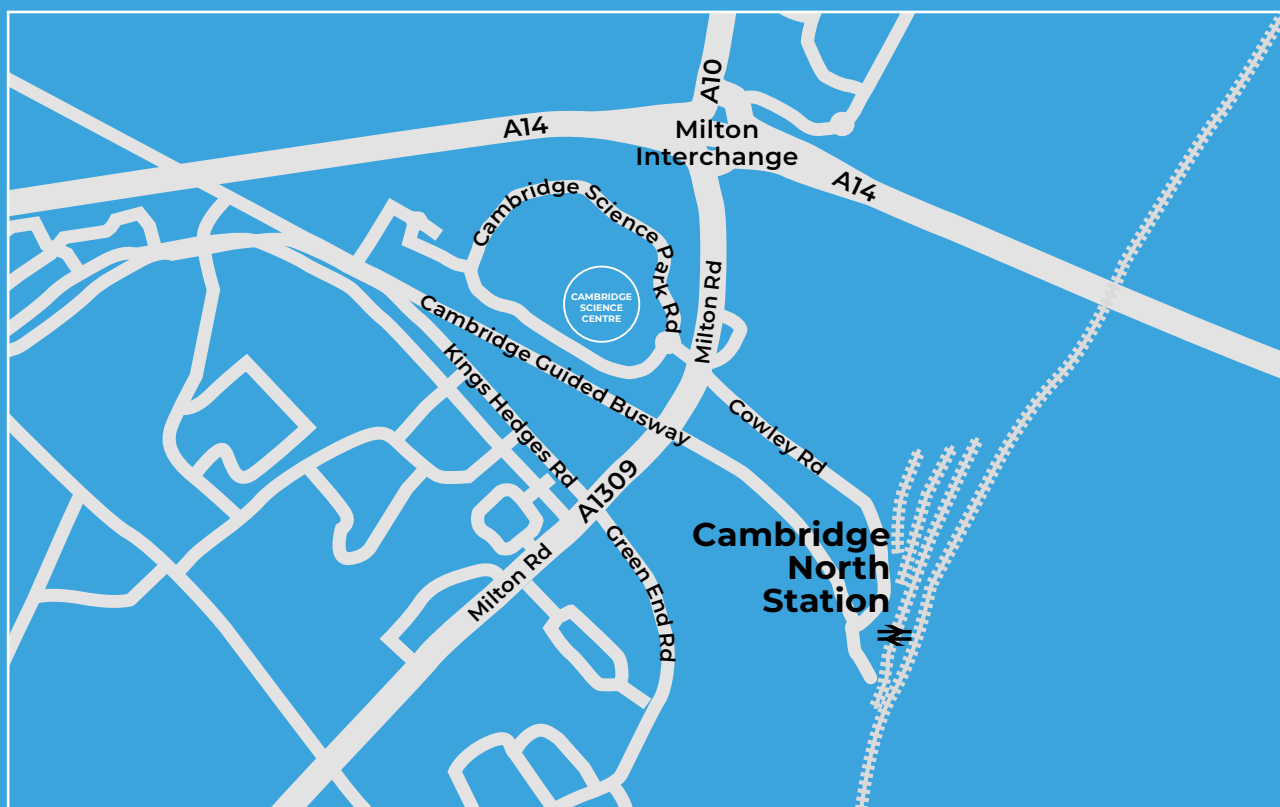 A10
A14
Milton
Interchange
A14
Cambridge Science Park Rd
CAMBRIDGE
SCIENCE
CENTRE
Milton Rd
Cambridge Guided Busway
Kings Hedges Rd
Cowley Rd
A1309
Cambridge
North
Station
Green End Rd
Milton Rd